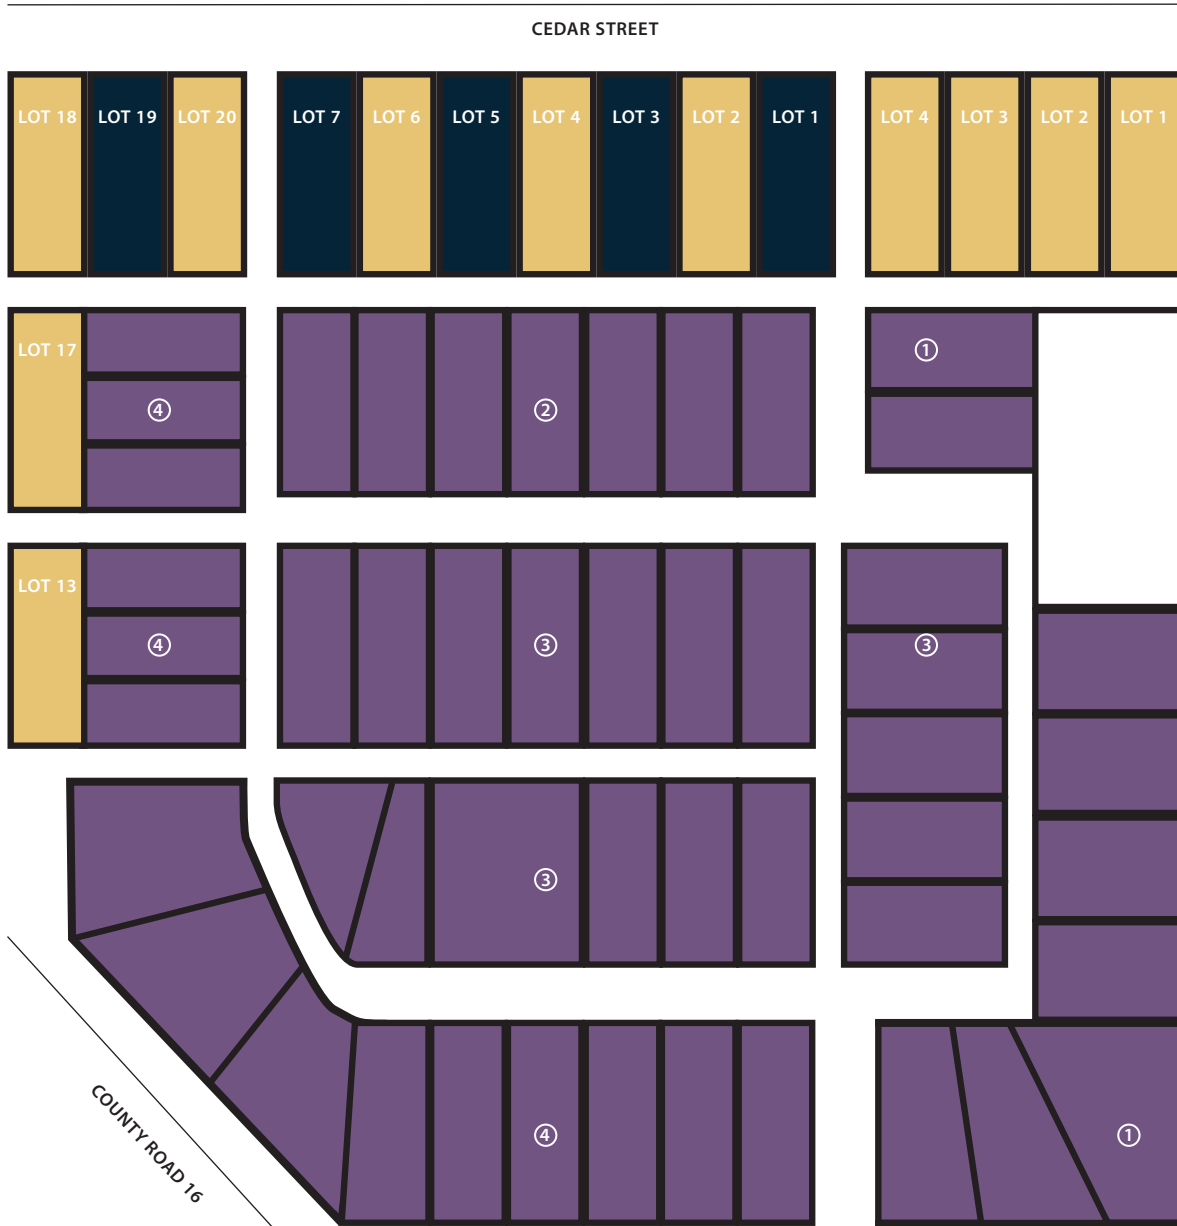 CEDAR STREET
LOT 18 LOT 19 LOT 20 LOT 7 LOT 6 LOT 5 LOT 4 LOT 3 LOT 2 LOT 1 LOT 4 LOT 3 LOT 2 LOT 1
LOT 17 1
4 2
LOT 13
4 3 3
3
COUNTY ROAD 16
4 1